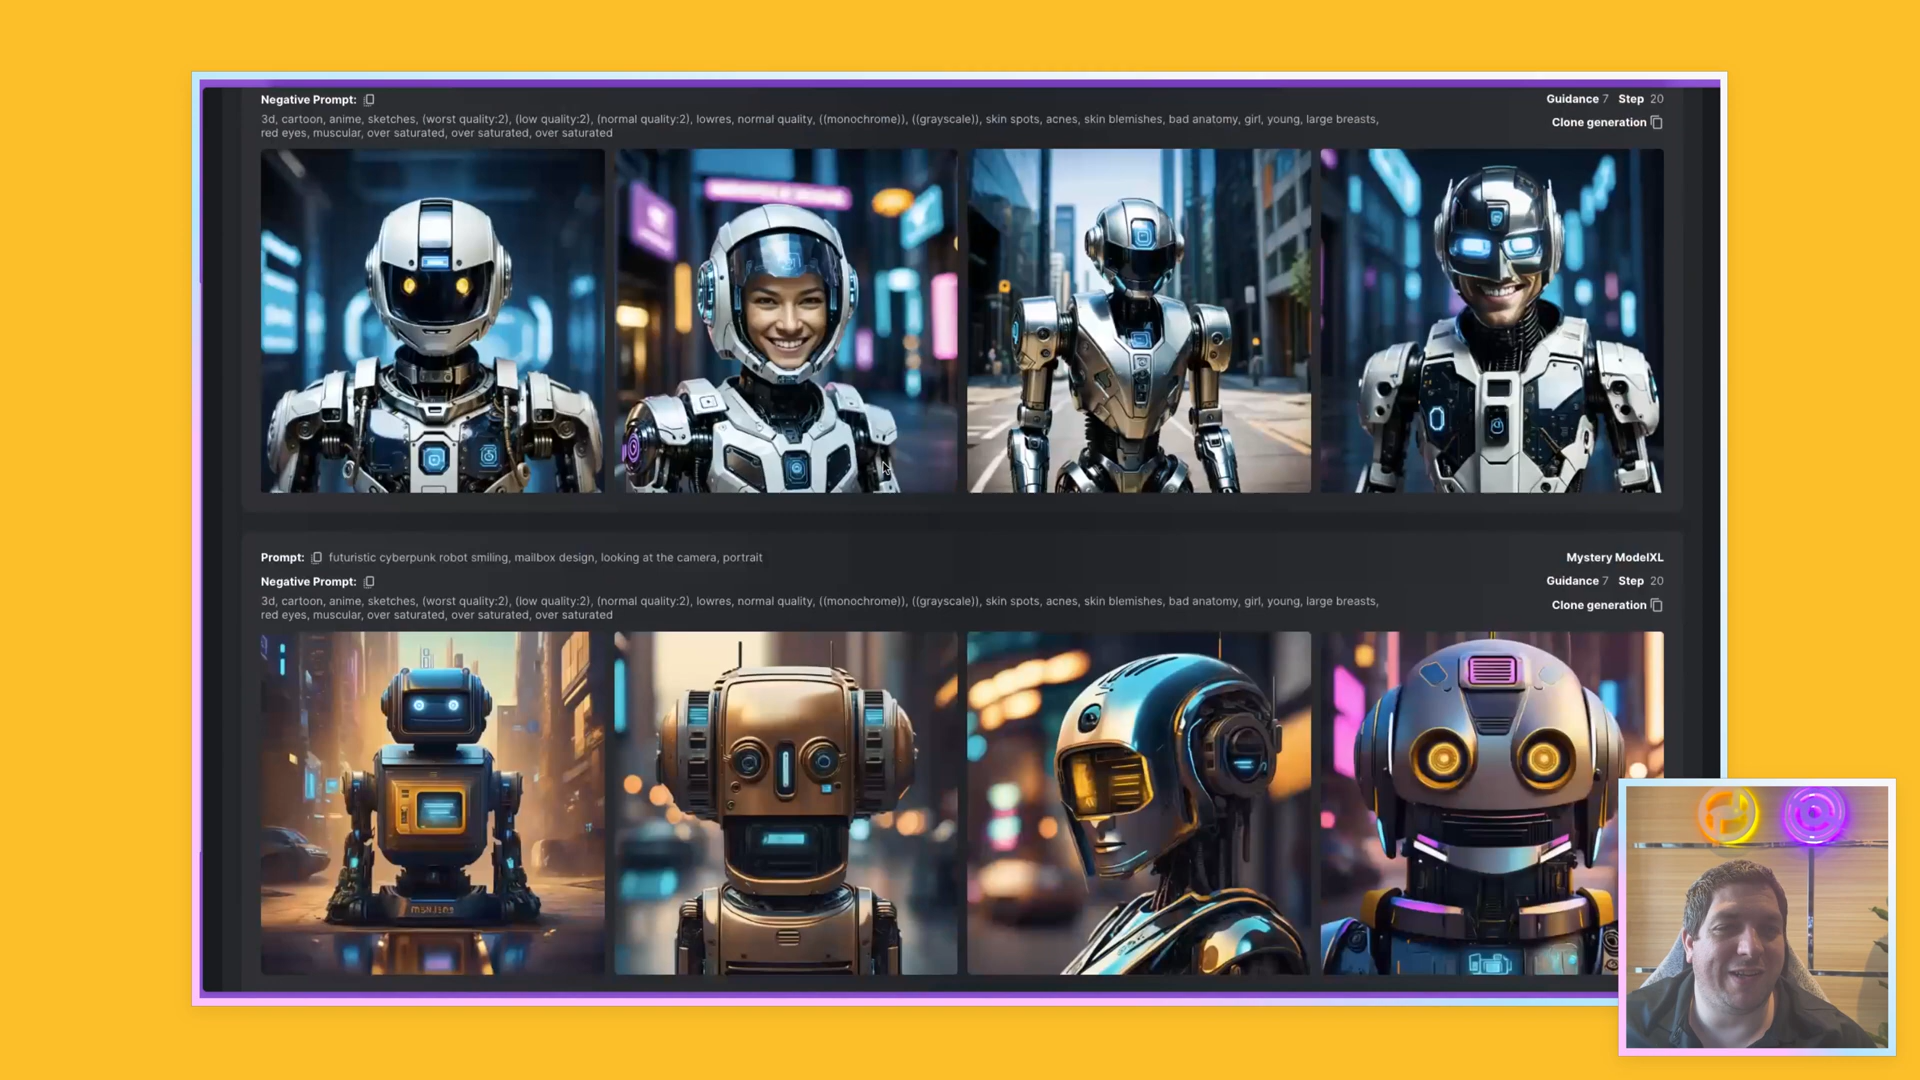 Negative Prompt:
Guidance 7 Step 20
3d, cartoon, anime, sketches, (worst quality:2), (low quality:2), (normal quality:2), lowres, normal quality, ((monochrome)), ((grayscale)), skin spots, acnes, skin blemishes, bad anatomy, girl, young, large breasts,
red eyes, muscular, over saturated, over saturated, over saturated
Clone generation
Prompt: futuristic cyberpunk robot smiling, mailbox design, looking at the camera, portrait
Mystery ModelXL
Negative Prompt:
Guidance 7 Step 20
3d, cartoon, anime, sketches, (worst quality:2), (low quality:2), (normal quality:2), lowres, normal quality, ((monochrome)), ((grayscale)), skin spots, acnes, skin blemishes, bad anatomy, girl, young, large breasts,
red eyes, muscular, over saturated, over saturated, over saturated
Clone generation